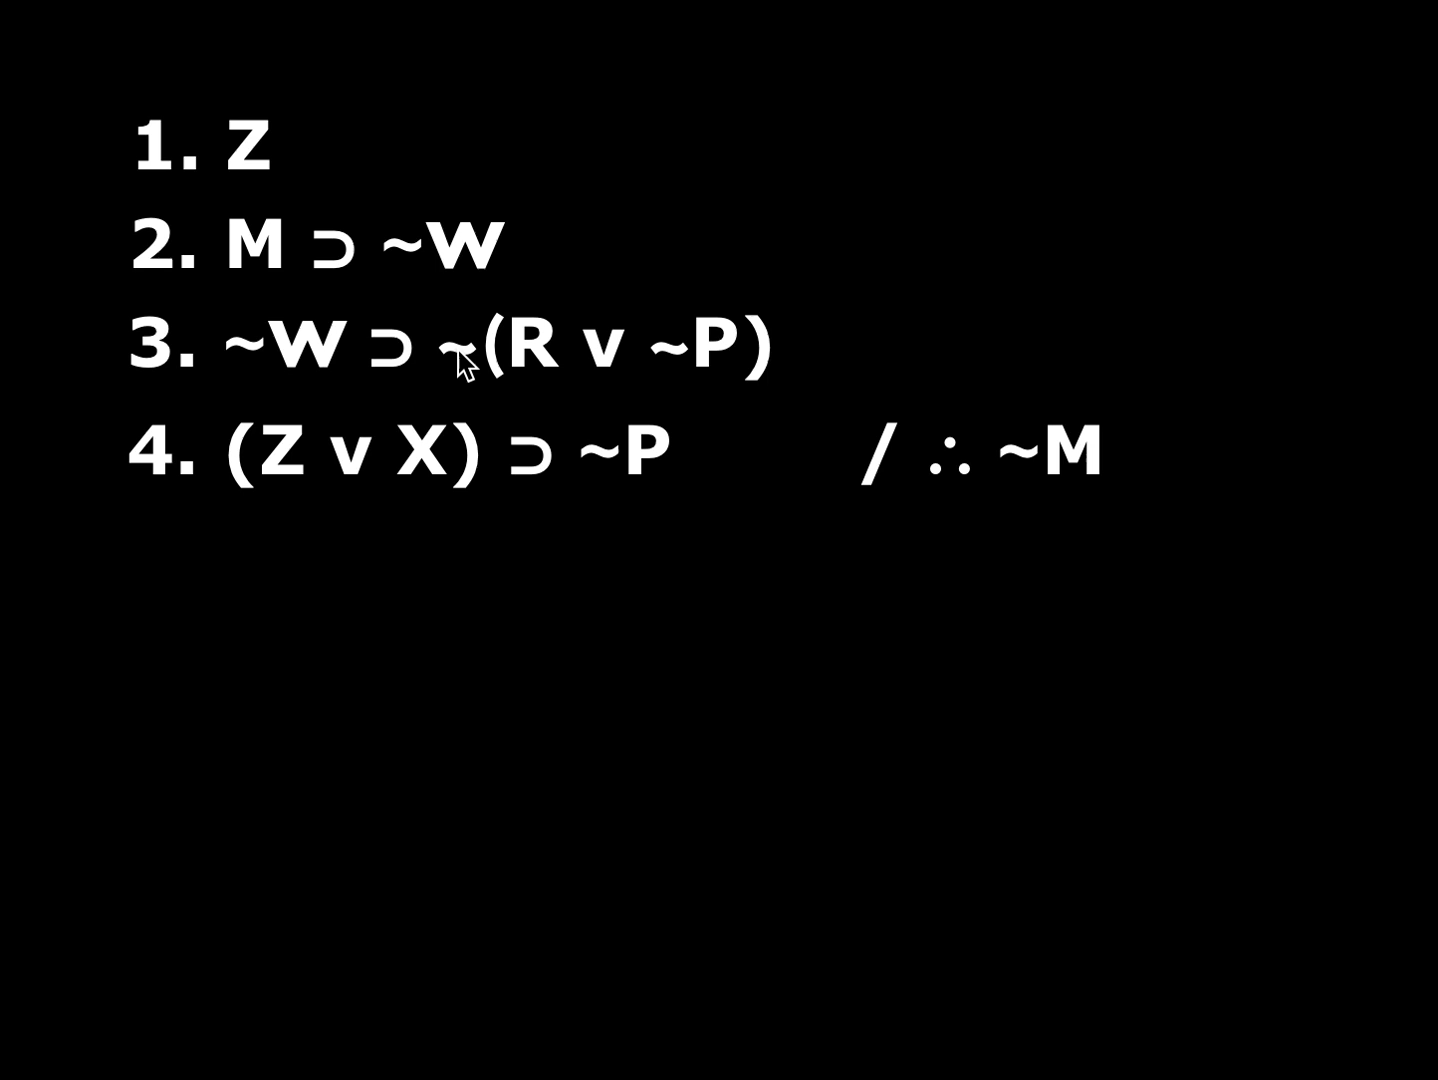 1. Z
2. M ⊃ ~W
3. ~W ⊃ ~(R v ~P)
4. (Z v X) ⊃ ~P / ∴ ~M